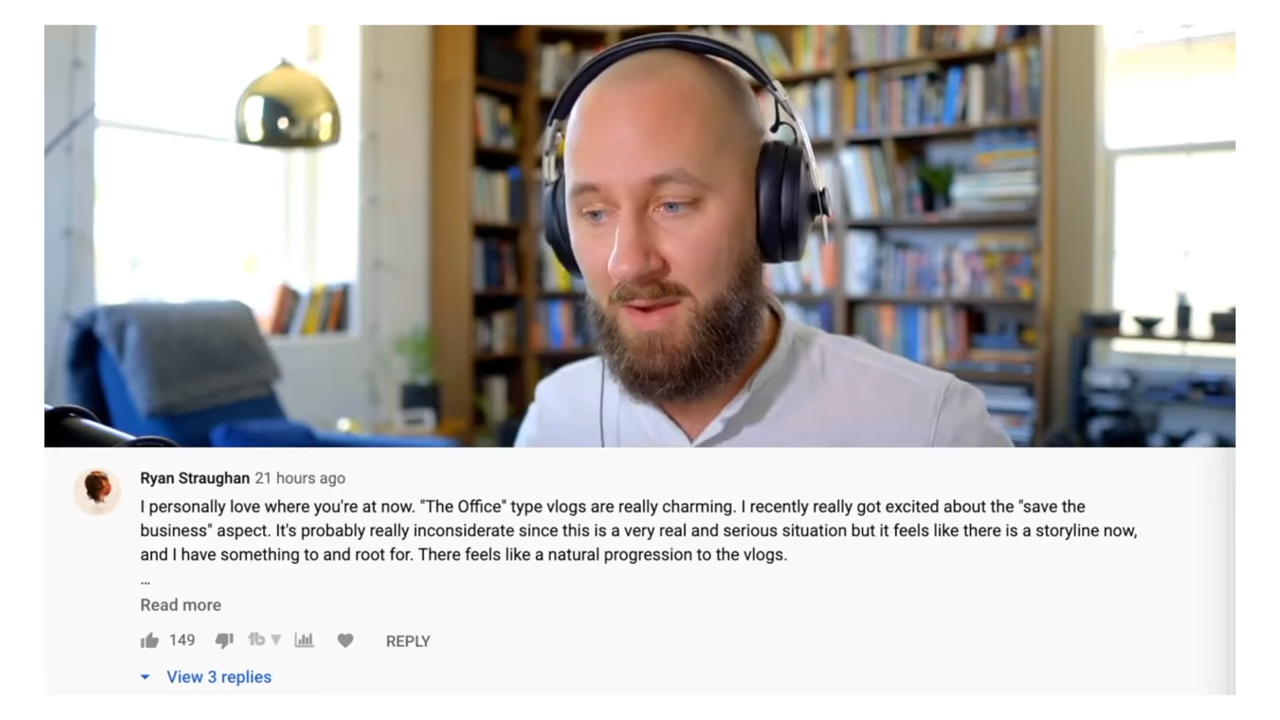 Ryan Straughan 21 hours ago
I personally love where you're at now. "The Office" type vlogs are really charming. I recently really got excited about the "save the
business" aspect. It's probably really inconsiderate since this is a very real and serious situation but it feels like there is a storyline now,
and I have something to and root for. There feels like a natural progression to the vlogs.
...
Read more
149 REPLY
View 3 replies